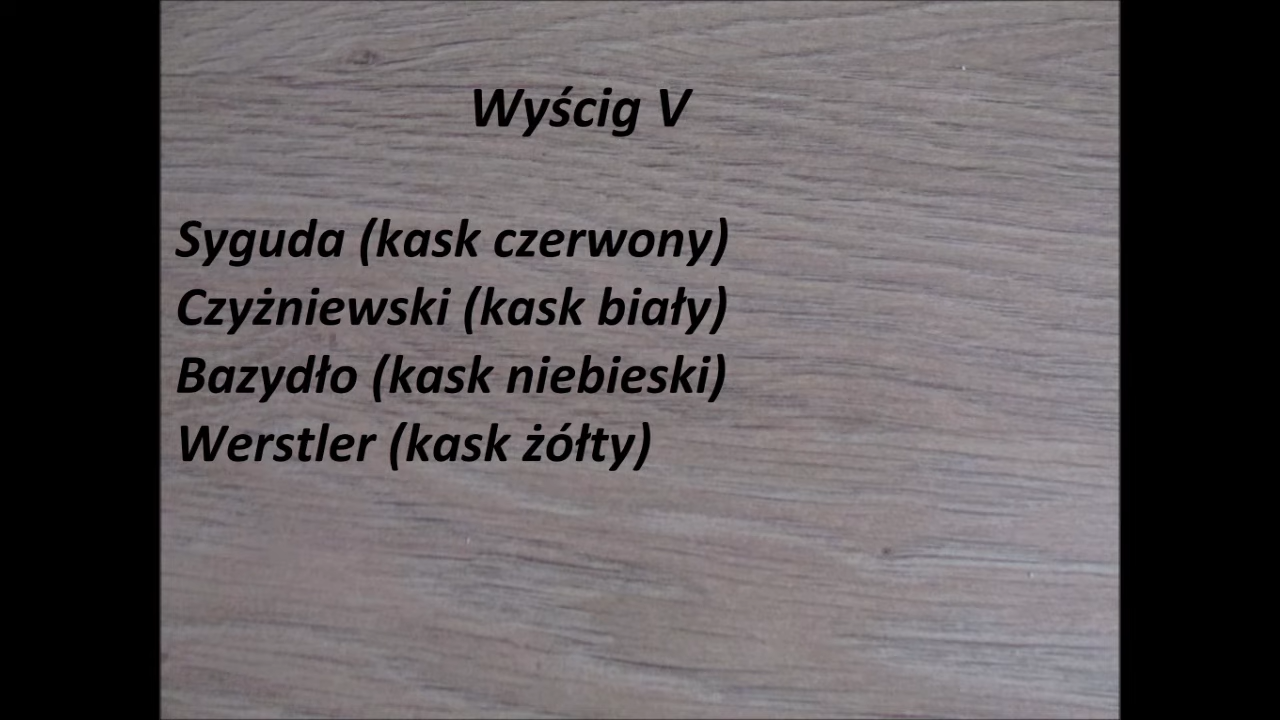 Wyścig V
Syguda (kask czerwony)
Czyżniewski (kask biały)
Bazydło (kask niebieski)
Werstler (kask żółty)